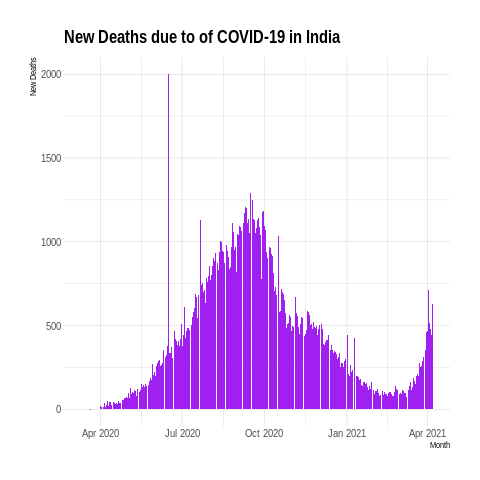 New Deaths due to of COVID-19 in India
New Deaths
2000
1500
1000
500
0
Apr 2020 Jul 2020 Oct 2020 Jan 2021 Apr 2021
Month